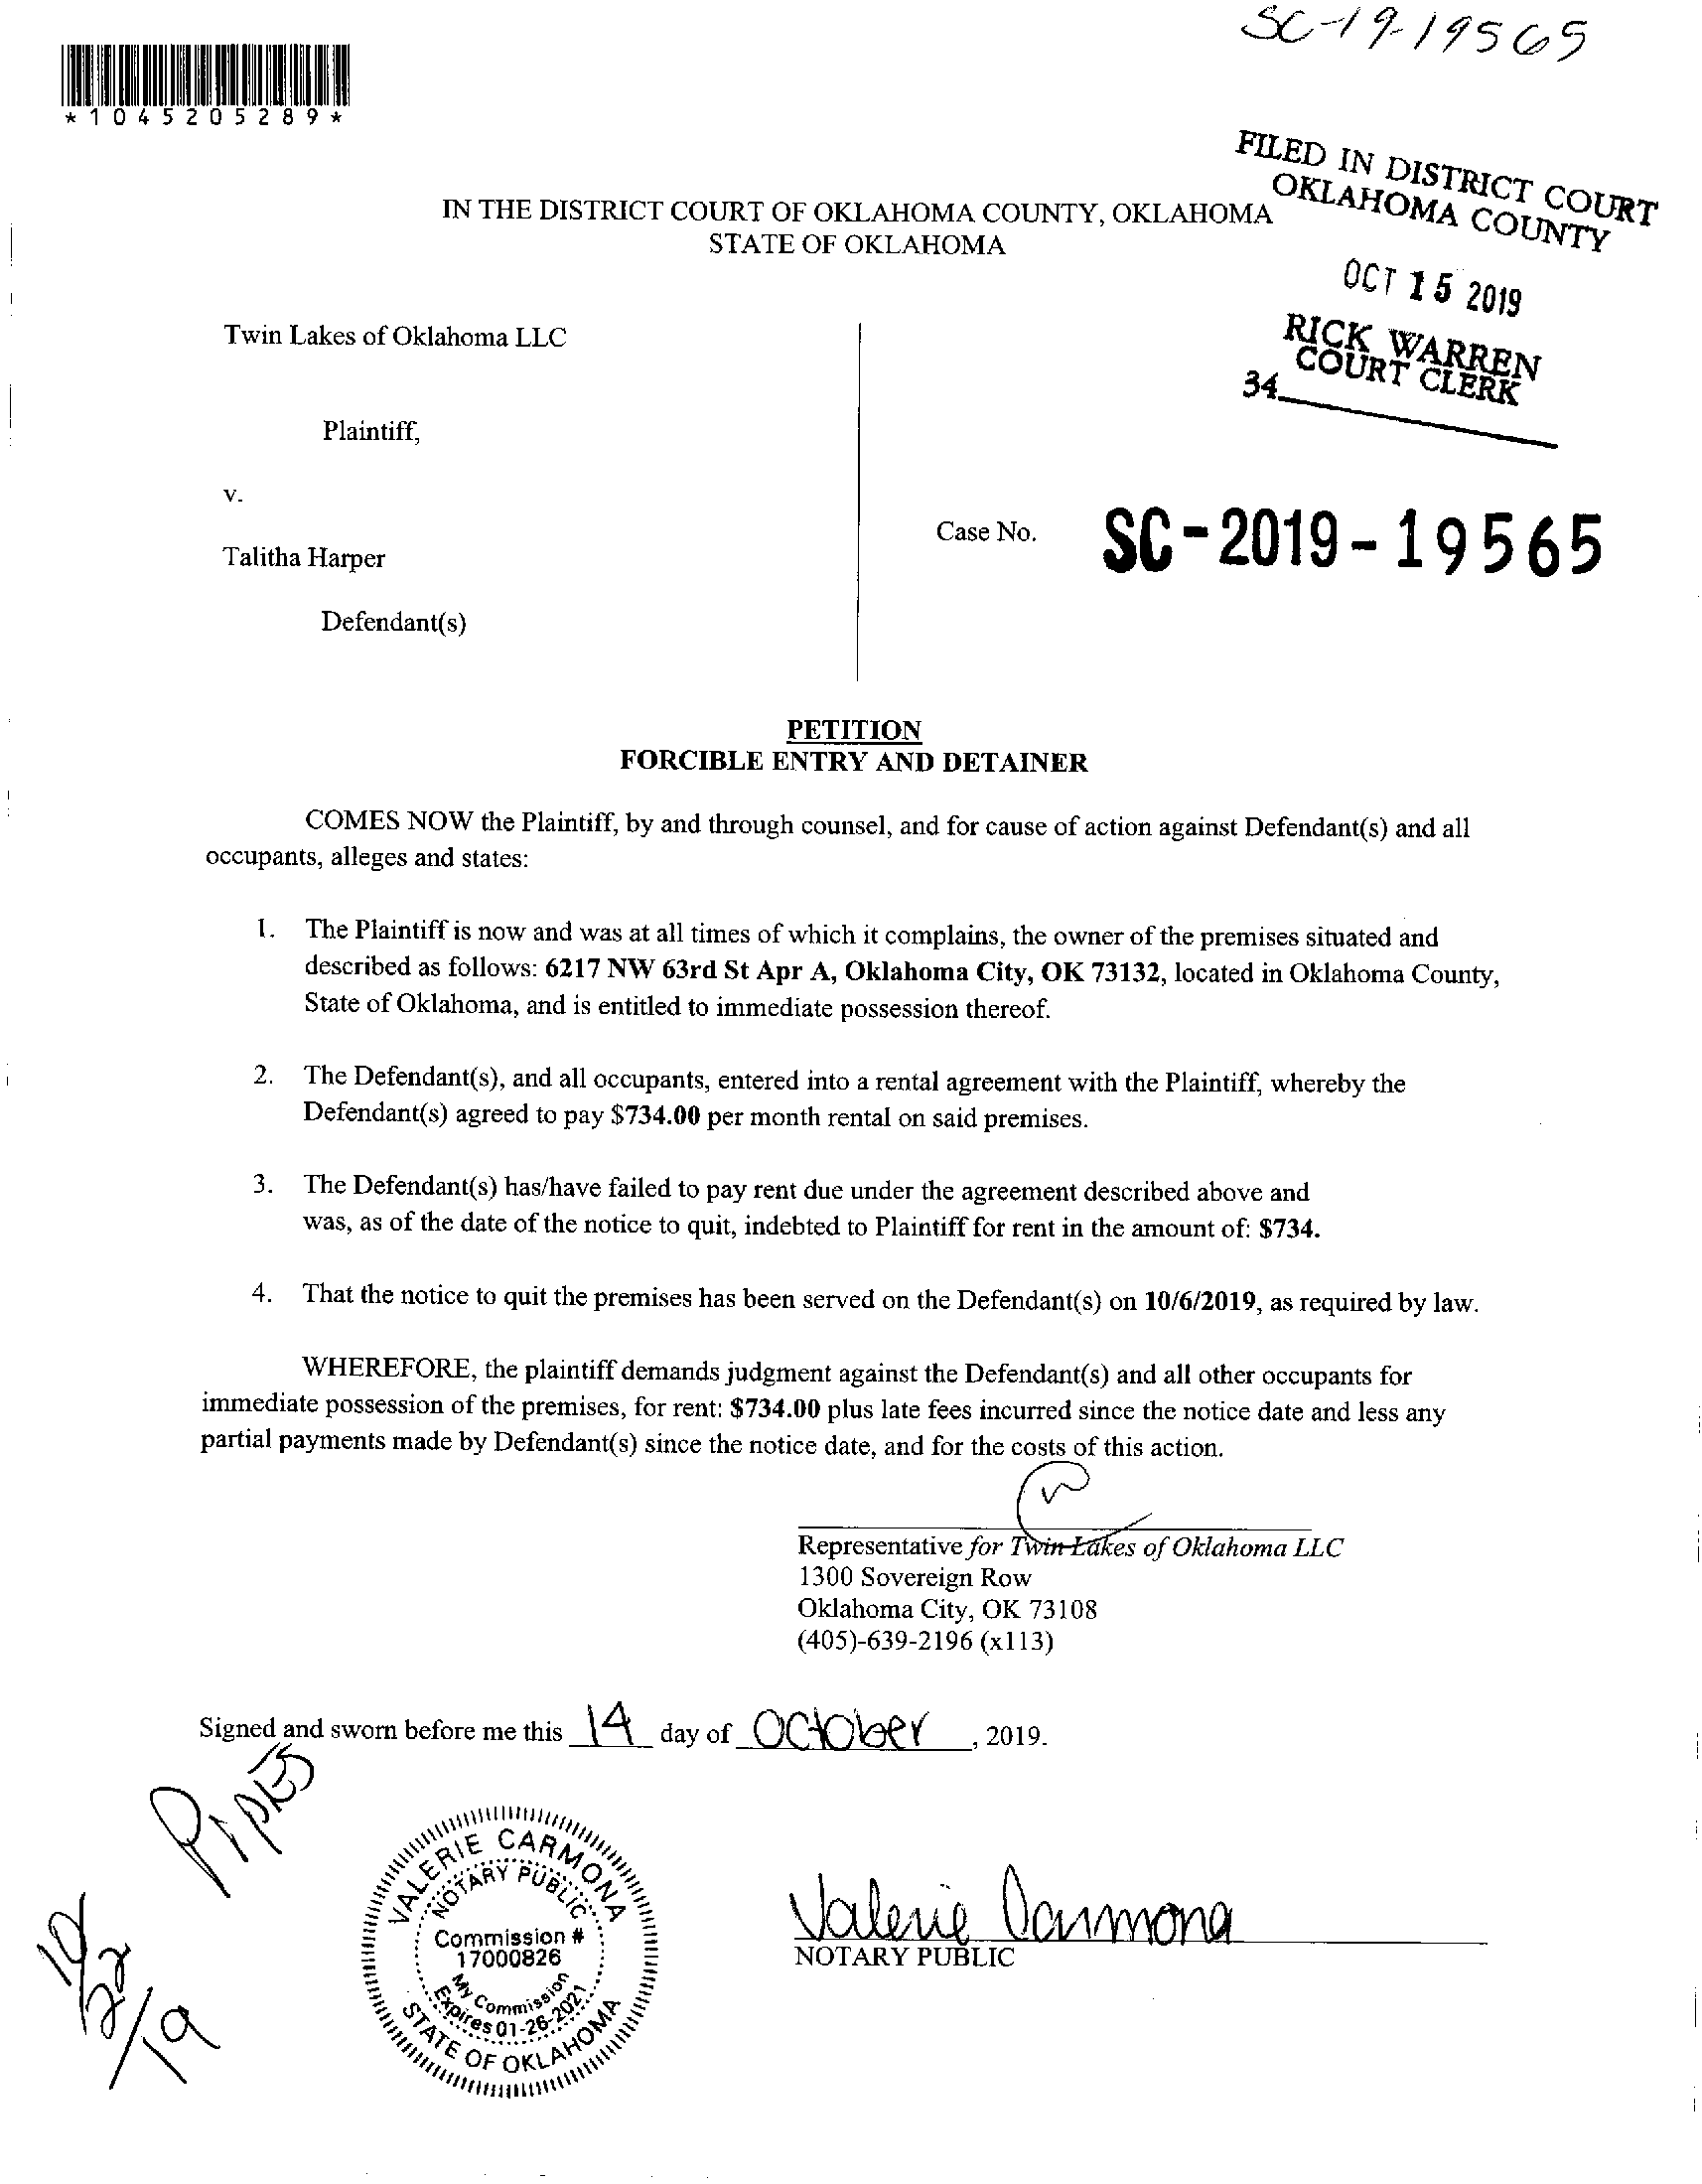 SC-19-19565
*1045205289*
FILED IN DISTRICT COURT
OKLAHOMA COUNTY
OCT 15 2019
RICK WARREN
COURT CLERK
34
IN THE DISTRICT COURT OF OKLAHOMA COUNTY, OKLAHOMA
STATE OF OKLAHOMA
Twin Lakes of Oklahoma LLC
Plaintiff,
v.
Talitha Harper
Defendant(s)
Case No. SC-2019-19565
PETITION
FORCIBLE ENTRY AND DETAINER
COMES NOW the Plaintiff, by and through counsel, and for cause of action against Defendant(s) and all
occupants, alleges and states:
1. The Plaintiff is now and was at all times of which it complains, the owner of the premises situated and
described as follows: 6217 NW 63rd St Apr A, Oklahoma City, OK 73132, located in Oklahoma County,
State of Oklahoma, and is entitled to immediate possession thereof.
2. The Defendant(s), and all occupants, entered into a rental agreement with the Plaintiff, whereby the
Defendant(s) agreed to pay $734.00 per month rental on said premises.
3. The Defendant(s) has/have failed to pay rent due under the agreement described above and
was, as of the date of the notice to quit, indebted to Plaintiff for rent in the amount of: $734.
4. That the notice to quit the premises has been served on the Defendant(s) on 10/6/2019, as required by law.
WHEREFORE, the plaintiff demands judgment against the Defendant(s) and all other occupants for
immediate possession of the premises, for rent: $734.00 plus late fees incurred since the notice date and less any
partial payments made by Defendant(s) since the notice date, and for the costs of this action.
Representative for Twin Lakes of Oklahoma LLC
1300 Sovereign Row
Oklahoma City, OK 73108
(405)-639-2196 (x113)
Signed and sworn before me this 14 day of October, 2019.
10/22/19
VALERIE CARMONA
NOTARY PUBLIC
Commission #
17000826
My Commission
Expires 01-26-2021
STATE OF OKLAHOMA
Valerie Carmona
NOTARY PUBLIC